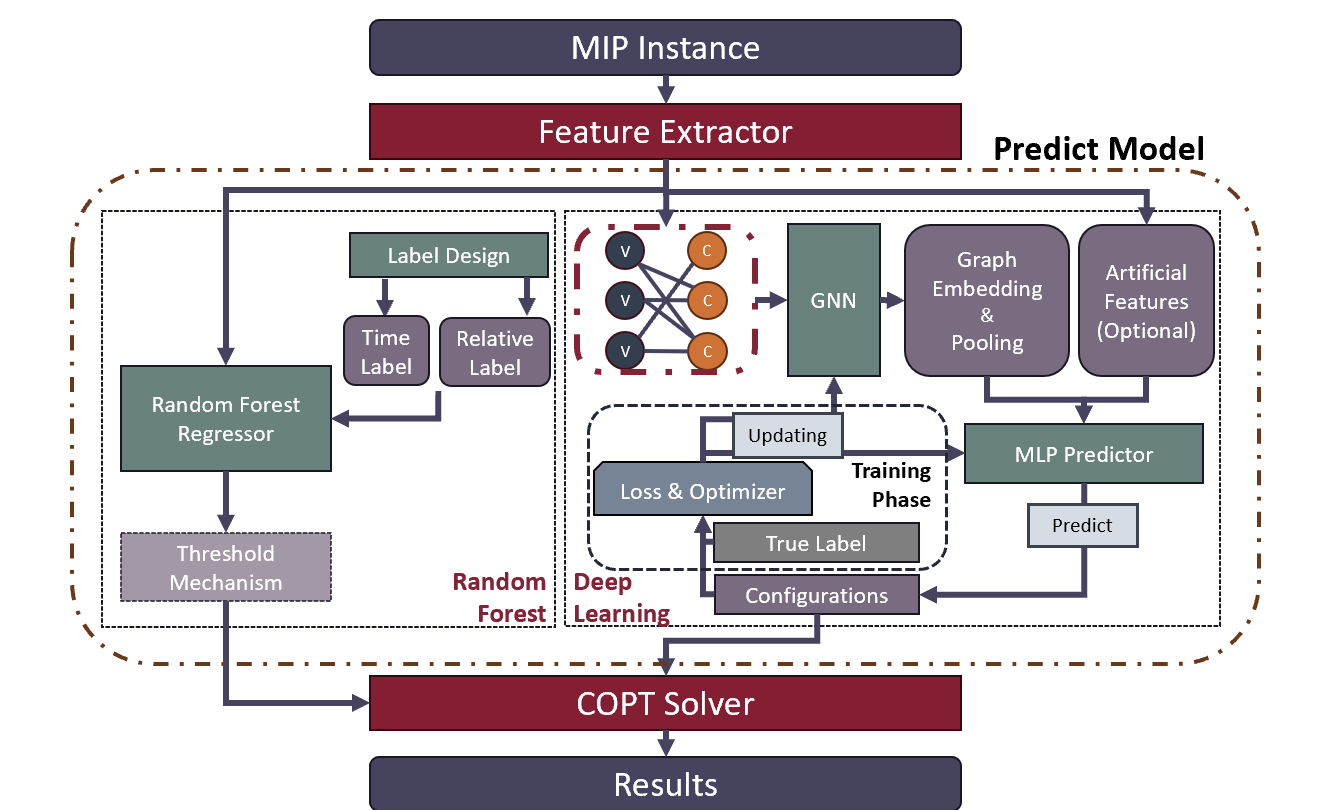 MIP Instance
Feature Extractor
Predict Model
Label Design
Time
Label
Relative
Label
Random Forest
Regressor
Threshold
Mechanism
Random
Forest
V
C
V
C
V
C
GNN
Graph
Embedding
&
Pooling
Artificial
Features
(Optional)
Updating
Loss & Optimizer
Training
Phase
True Label
MLP Predictor
Predict
Configurations
Deep
Learning
COPT Solver
Results